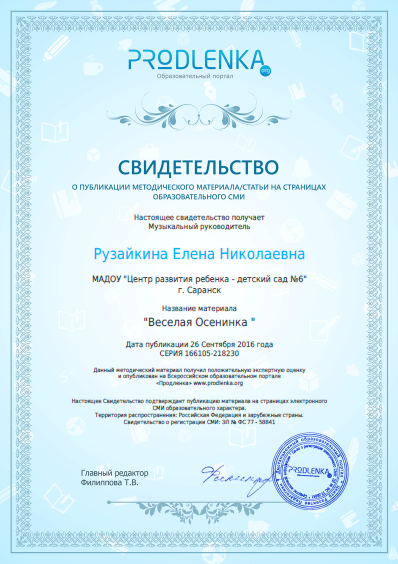 PRODLENKA.org
Образовательный портал
СВИДЕТЕЛЬСТВО
О ПУБЛИКАЦИИ МЕТОДИЧЕСКОГО МАТЕРИАЛА/СТАТЬИ НА СТРАНИЦАХ
ОБРАЗОВАТЕЛЬНОГО СМИ
Настоящее свидетельство получает
Музыкальный руководитель
Рузайкина Елена Николаевна
МАДОУ "Центр развития ребенка - детский сад №6"
г. Саранск
Название материала
"Веселая Осенинка "
Дата публикации 26 Сентября 2016 года
СЕРИЯ 166105-218230
Данный методический материал получил положительную экспертную оценку
и опубликован на Всероссийском образовательном портале
«Продленка» www.prodlenka.org
Настоящее Свидетельство подтверждает публикацию материала на страницах электронного
СМИ образовательного характера.
Территория распространения: Российская Федерация и зарубежные страны.
Свидетельство о регистрации СМИ: ЭЛ № ФС 77 - 58841
Главный редактор
Филиппова Т.В.
PRODLENKA